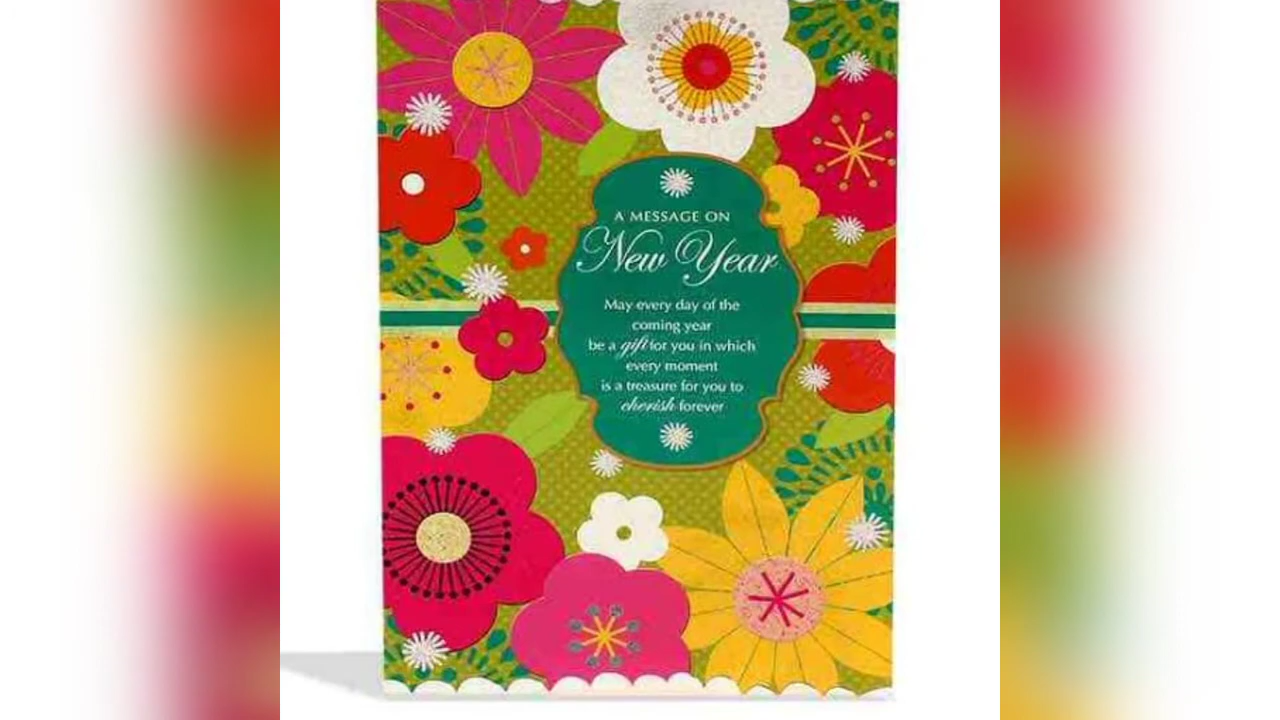 A MESSAGE ON
New Year
May every day of the
coming year
be a gift for you in which
every moment
is a treasure for you to
cherish forever